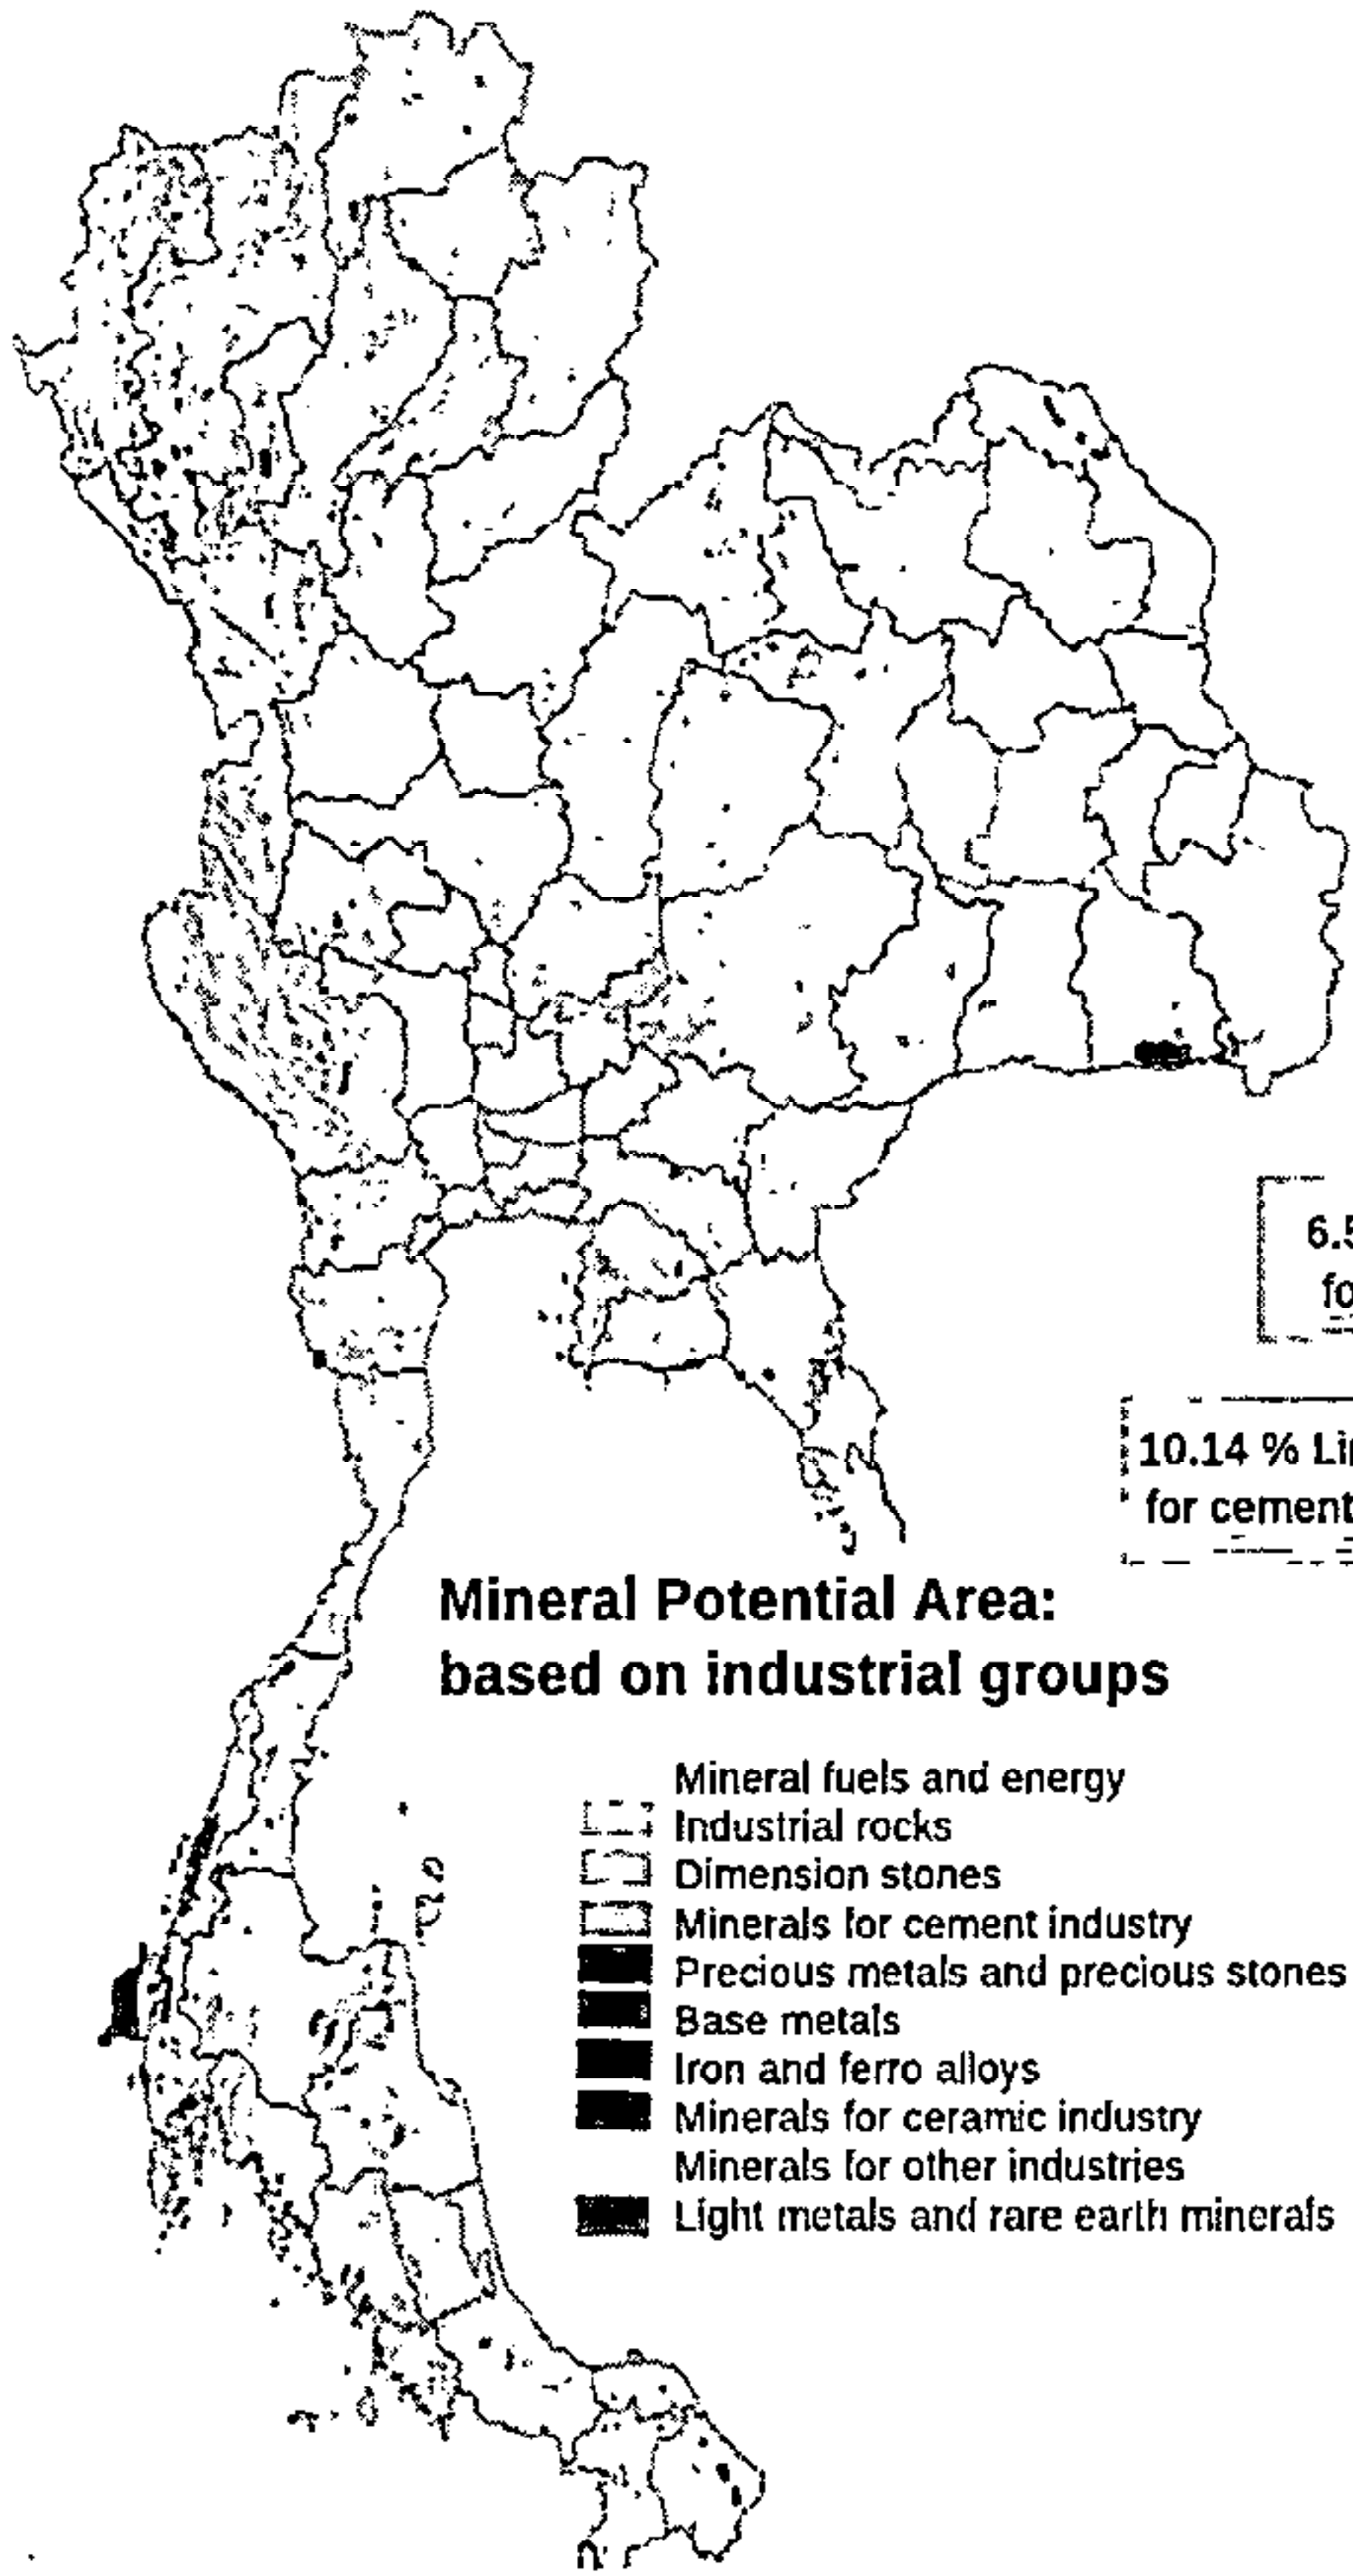 6.5
fo
10.14 % Li
for cement
Mineral Potential Area:
based on industrial groups
Mineral fuels and energy
Industrial rocks
Dimension stones
Minerals for cement industry
Precious metals and precious stones
Base metals
Iron and ferro alloys
Minerals for ceramic industry
Minerals for other industries
Light metals and rare earth minerals